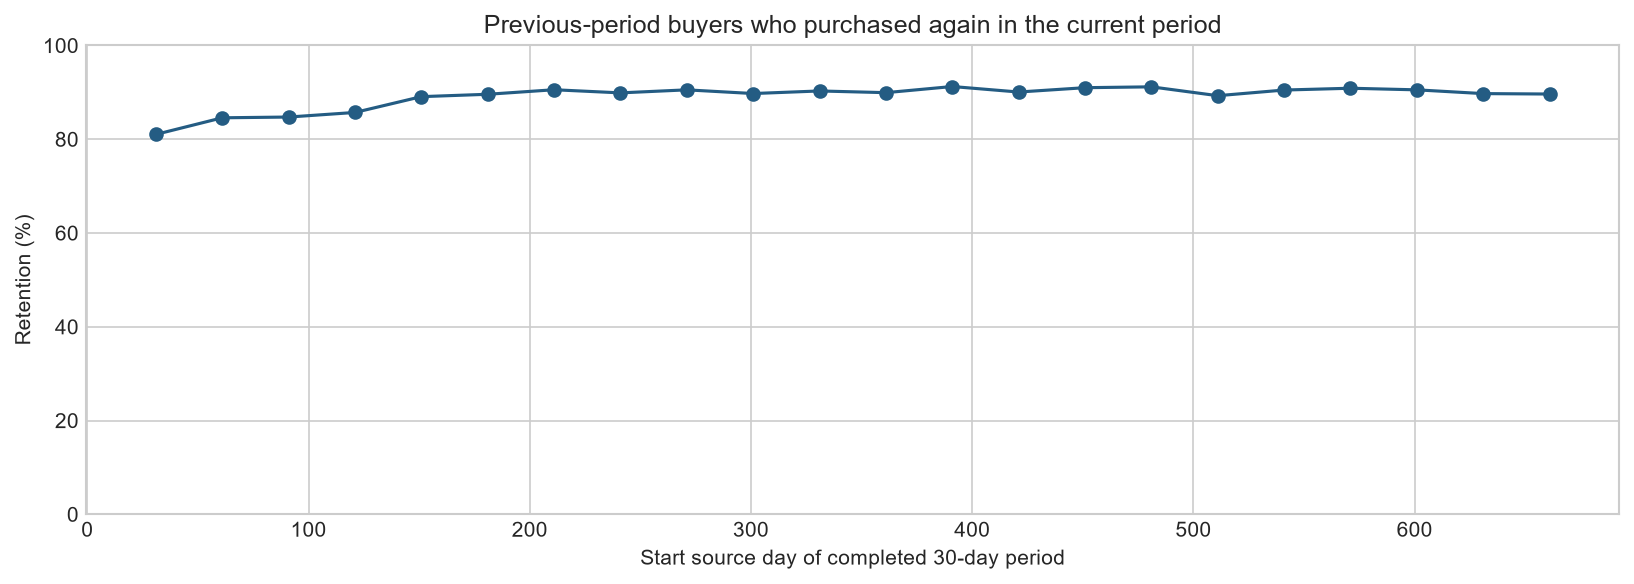 Previous-period buyers who purchased again in the current period
Retention (%)
100
80
60
40
20
0
0 100 200 300 400 500 600
Start source day of completed 30-day period